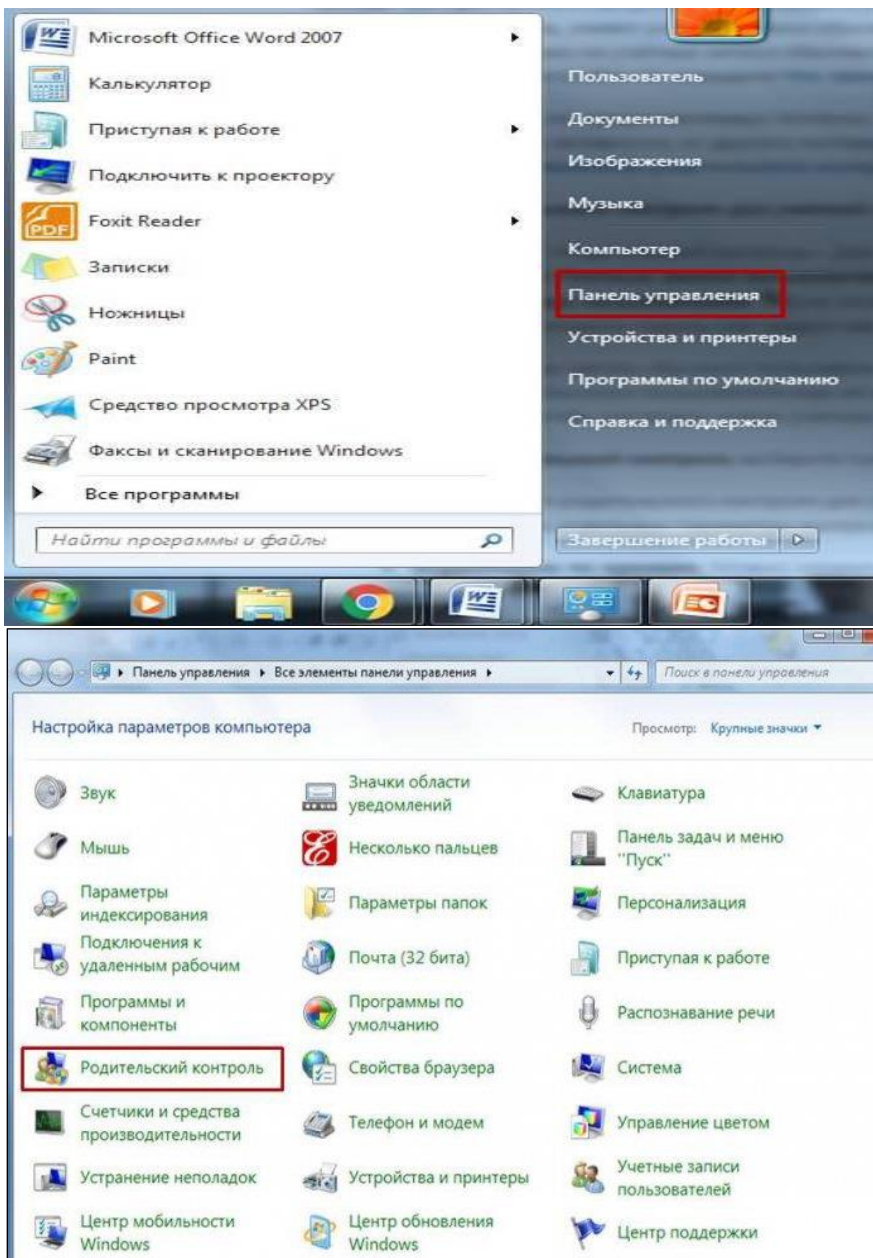 Microsoft Office Word 2007
Калькулятор
Приступая к работе
Подключить к проектору
Foxit Reader
PDF
Записки
Ножницы
Paint
Средство просмотра XPS
Факсы и сканирование Windows
Все программы
Найти программы и файлы
Пользователь
Документы
Изображения
Музыка
Компьютер
Панель управления
Устройства и принтеры
Программы по умолчанию
Справка и поддержка
Завершение работы
Панель управления Все элементы панели управления
Поиск в панели управления
Настройка параметров компьютера
Просмотр: Крупные значки
Звук
Значки области
уведомлений
Клавиатура
Мышь
Несколько пальцев
Панель задач и меню
"Пуск"
Параметры
индексирования
Параметры папок
Персонализация
Подключения к
удаленным рабочим
Почта (32 бита)
Приступая к работе
Программы и
компоненты
Программы по
умолчанию
Распознавание речи
Родительский контроль
Свойства браузера
Система
Счетчики и средства
производительности
Телефон и модем
Управление цветом
Устранение неполадок
Устройства и принтеры
Учетные записи
пользователей
Центр мобильности
Windows
Центр обновления
Windows
Центр поддержки